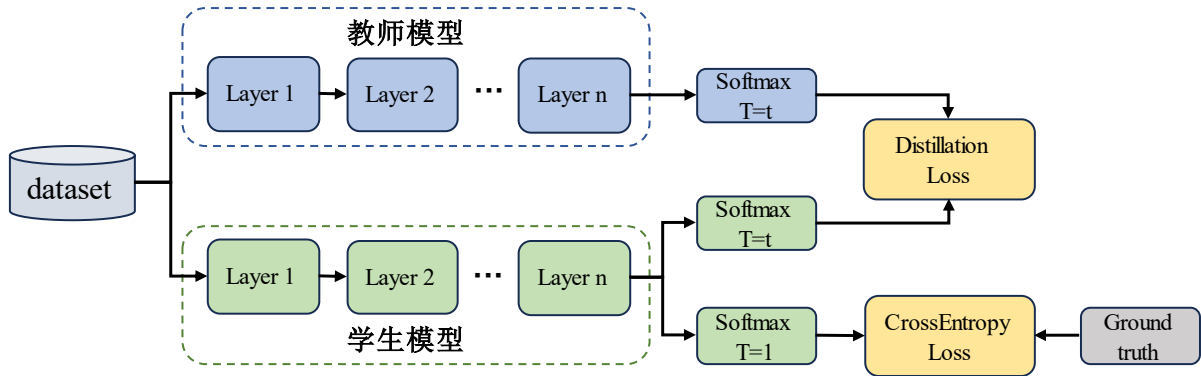 教师模型
Layer 1
Layer 2
...
Layer n
Softmax
T=t
Distillation
Loss
dataset
Softmax
T=t
Layer 1
Layer 2
...
Layer n
学生模型
Softmax
T=1
CrossEntropy
Loss
Ground
truth